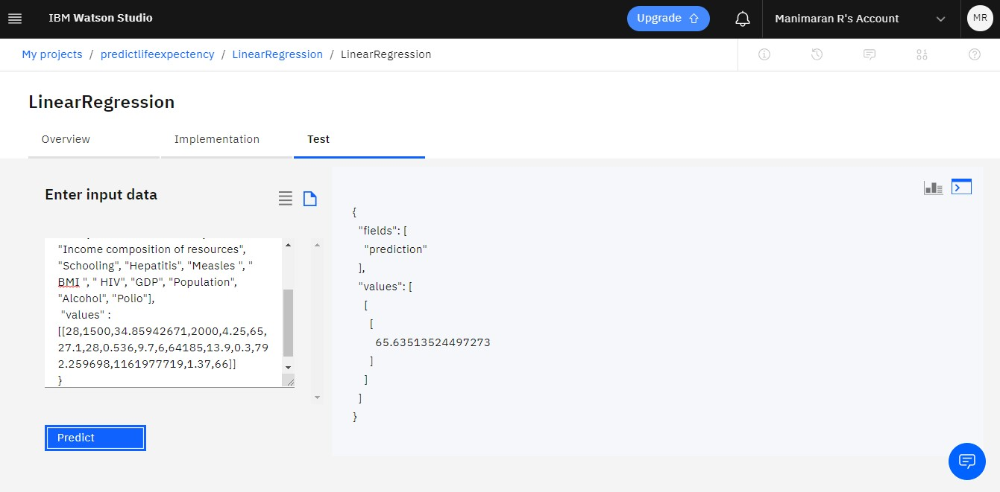 IBM Watson Studio
Upgrade
Manimaran R's Account
MR
My projects / predictlifeexpectency / LinearRegression / LinearRegression
LinearRegression
Overview
Implementation
Test
Enter input data
"Income composition of resources",
"Schooling", "Hepatitis", "Measles ", "
BMI ", " HIV", "GDP", "Population",
"Alcohol", "Polio"],
"values" :
[[28,1500,34.85942671,2000,4.25,65,
27.1,28,0.536,9.7,6,64185,13.9,0.3,79
2.259698,1161977719,1.37,66]]
}
Predict
{
"fields": [
"prediction"
],
"values": [
[
[
65.63513524497273
]
]
]
}